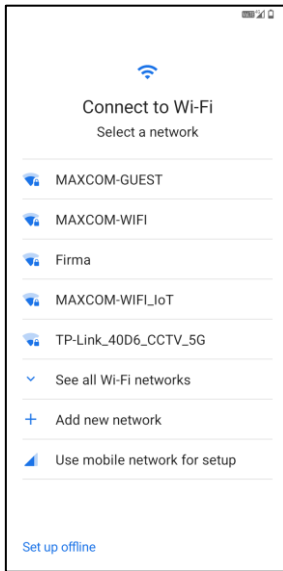 Connect to Wi-Fi
Select a network
MAXCOM-GUEST
MAXCOM-WIFI
Firma
MAXCOM-WIFI_IoT
TP-Link_40D6_CCTV_5G
See all Wi-Fi networks
Add new network
Use mobile network for setup
Set up offline